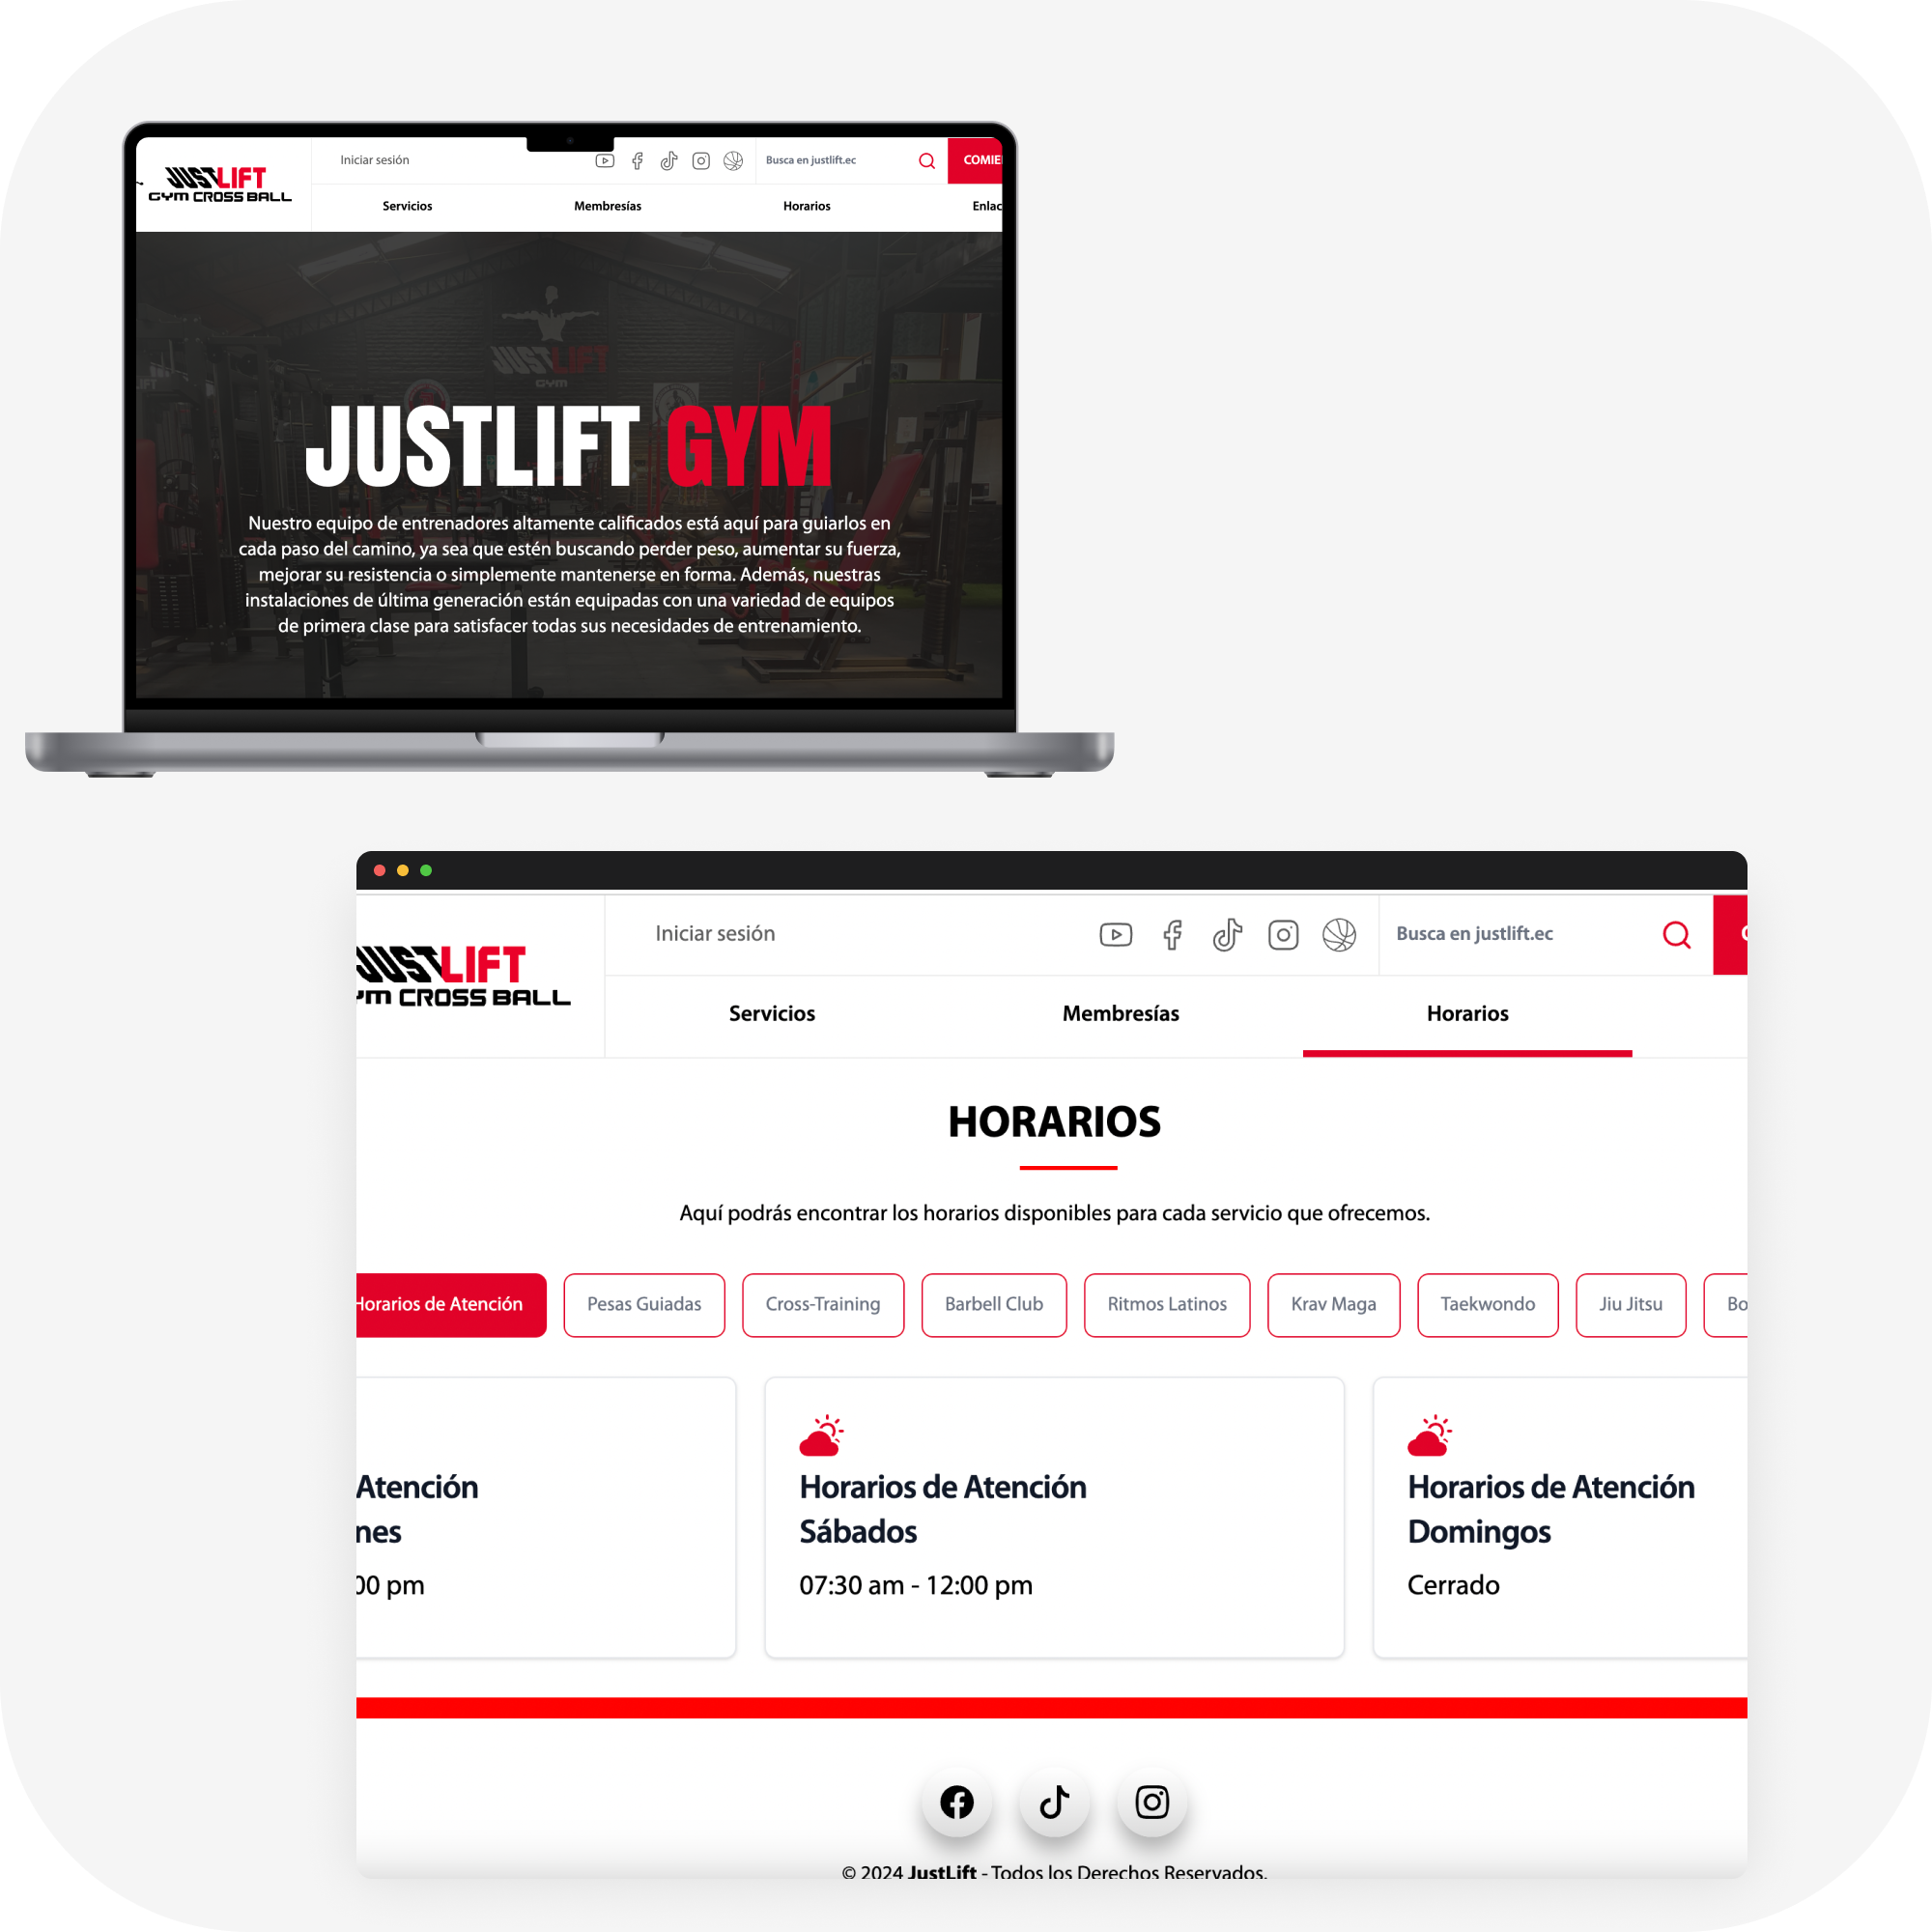 JUSTLIFT
GYM CROSS BALL
Iniciar sesión
Busca en justlift.ec
COMIE
Servicios
Membresías
Horarios
Enlac
JUSTLIFT
GYM
JUSTLIFT GYM
Nuestro equipo de entrenadores altamente calificados está aquí para guiarlos en
cada paso del camino, ya sea que estén buscando perder peso, aumentar su fuerza,
mejorar su resistencia o simplemente mantenerse en forma. Además, nuestras
instalaciones de última generación están equipadas con una variedad de equipos
de primera clase para satisfacer todas sus necesidades de entrenamiento.
JUSTLIFT
YM CROSS BALL
Iniciar sesión
Busca en justlift.ec
Servicios
Membresías
Horarios
HORARIOS
Aquí podrás encontrar los horarios disponibles para cada servicio que ofrecemos.
Horarios de Atención
Pesas Guiadas
Cross-Training
Barbell Club
Ritmos Latinos
Krav Maga
Taekwondo
Jiu Jitsu
Bo
Atención
nes
00 pm
Horarios de Atención
Sábados
07:30 am - 12:00 pm
Horarios de Atención
Domingos
Cerrado
© 2024 JustLift - Todos los Derechos Reservados.